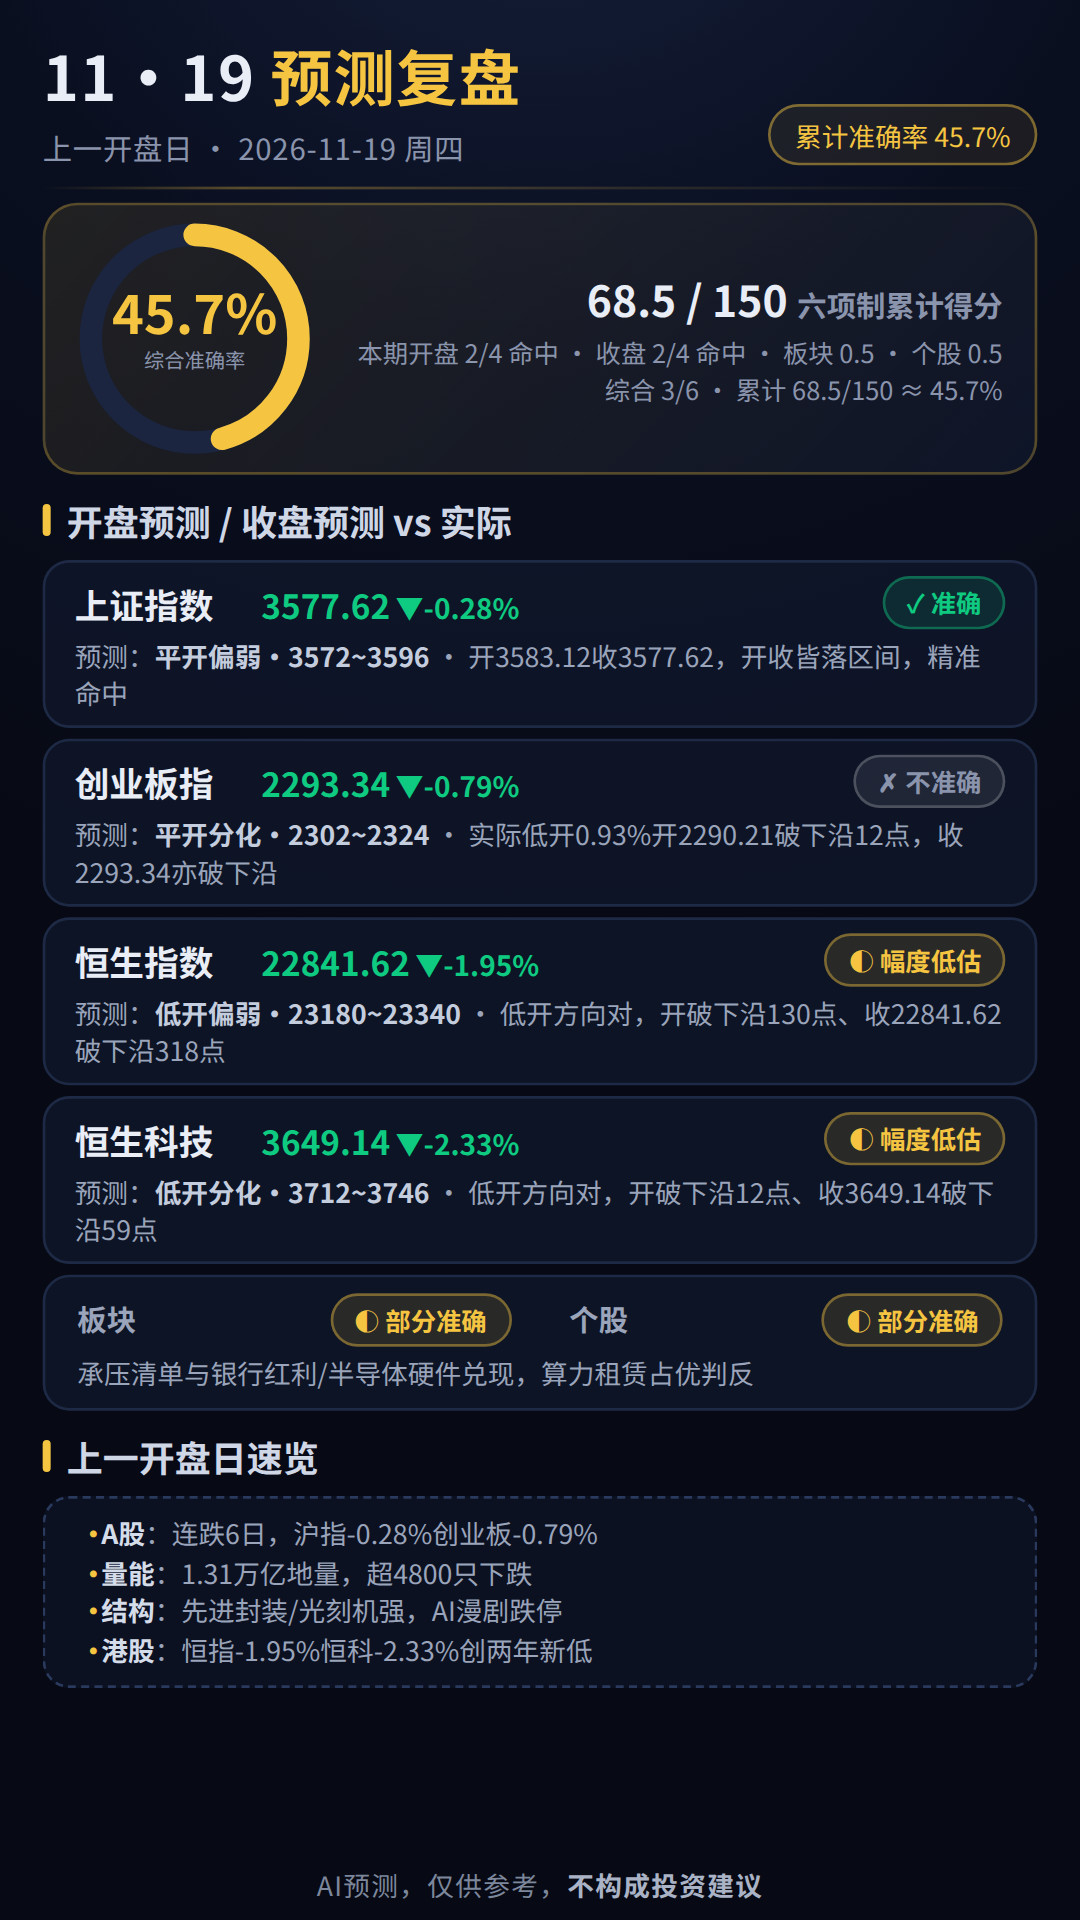 11·19 预测复盘
上一开盘日 · 2026-11-19 周四
累计准确率 45.7%
45.7%
综合准确率
68.5 / 150 六项制累计得分
本期开盘 2/4 命中 · 收盘 2/4 命中 · 板块 0.5 · 个股 0.5
综合 3/6 · 累计 68.5/150 ≈ 45.7%
开盘预测 / 收盘预测 vs 实际
上证指数 3577.62 ▼-0.28% ✓ 准确
预测：平开偏弱·3572~3596 · 开3583.12收3577.62，开收皆落区间，精准
命中
创业板指 2293.34 ▼-0.79% ✗ 不准确
预测：平开分化·2302~2324 · 实际低开0.93%开2290.21破下沿12点，收
2293.34亦破下沿
恒生指数 22841.62 ▼-1.95% ◐ 幅度低估
预测：低开偏弱·23180~23340 · 低开方向对，开破下沿130点、收22841.62
破下沿318点
恒生科技 3649.14 ▼-2.33% ◐ 幅度低估
预测：低开分化·3712~3746 · 低开方向对，开破下沿12点、收3649.14破下
沿59点
板块 ◐ 部分准确 个股 ◐ 部分准确
承压清单与银行红利/半导体硬件兑现，算力租赁占优判反
上一开盘日速览
•A股：连跌6日，沪指-0.28%创业板-0.79%
•量能：1.31万亿地量，超4800只下跌
•结构：先进封装/光刻机强，AI漫剧跌停
•港股：恒指-1.95%恒科-2.33%创两年新低
AI预测，仅供参考，不构成投资建议